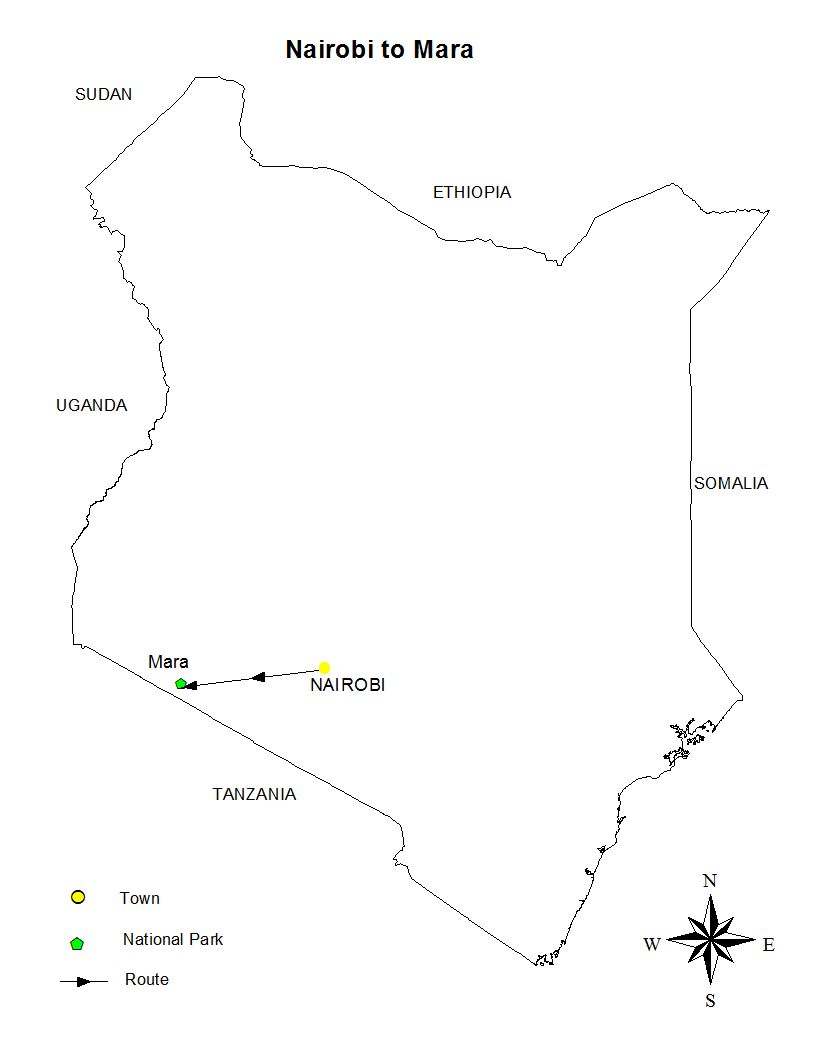 Nairobi to Mara
SUDAN
ETHIOPIA
UGANDA
SOMALIA
Mara
NAIROBI
TANZANIA
Town
National Park
Route
N
W
E
S